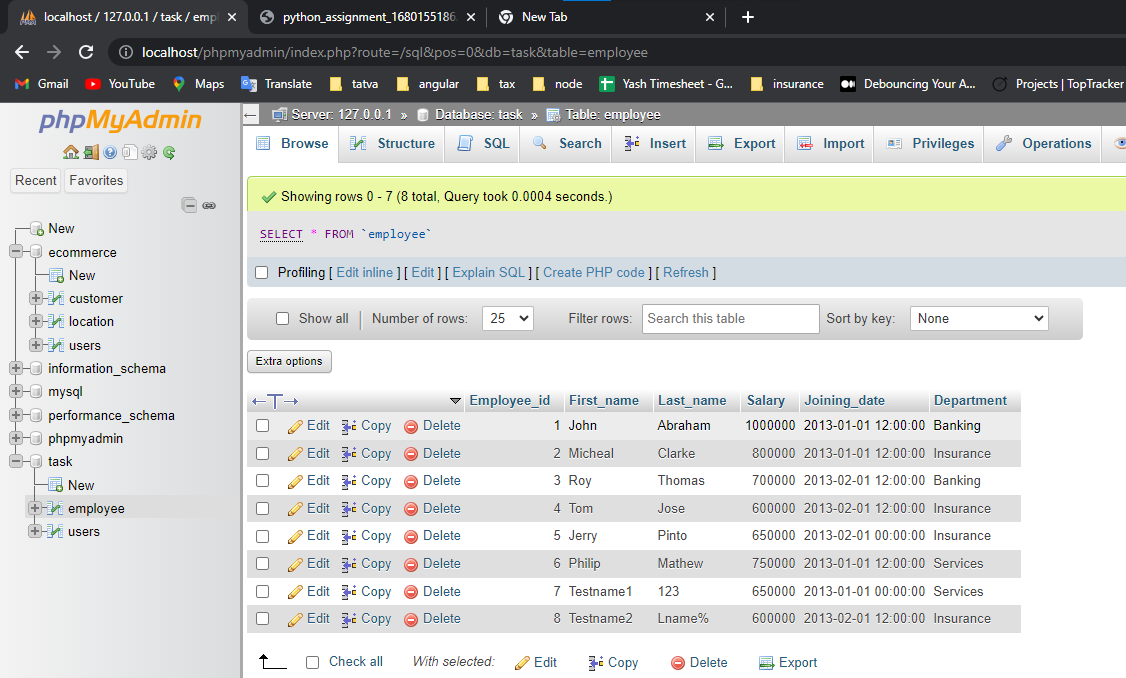 localhost / 127.0.0.1 / task / empl
python_assignment_1680155186.
New Tab
localhost/phpmyadmin/index.php?route=/sql&pos=0&db=task&table=employee
Gmail YouTube Maps Translate tatva angular tax node Yash Timesheet - G... insurance Debouncing Your A... Projects | TopTracker
phpMyAdmin
Recent Favorites
New
ecommerce
New
customer
location
users
information_schema
mysql
performance_schema
phpmyadmin
task
New
employee
users
Server: 127.0.0.1 » Database: task » Table: employee
Browse Structure SQL Search Insert Export Import Privileges Operations
Showing rows 0 - 7 (8 total, Query took 0.0004 seconds.)
SELECT * FROM `employee`
Profiling [ Edit inline ] [ Edit ] [ Explain SQL ] [ Create PHP code ] [ Refresh ]
Show all | Number of rows: 25 Filter rows: Search this table Sort by key: None
Extra options
←T→ Employee_id First_name Last_name Salary Joining_date Department
Edit Copy Delete 1 John Abraham 1000000 2013-01-01 12:00:00 Banking
Edit Copy Delete 2 Micheal Clarke 800000 2013-01-01 12:00:00 Insurance
Edit Copy Delete 3 Roy Thomas 700000 2013-02-01 12:00:00 Banking
Edit Copy Delete 4 Tom Jose 600000 2013-02-01 12:00:00 Insurance
Edit Copy Delete 5 Jerry Pinto 650000 2013-02-01 00:00:00 Insurance
Edit Copy Delete 6 Philip Mathew 750000 2013-01-01 12:00:00 Services
Edit Copy Delete 7 Testname1 123 650000 2013-01-01 00:00:00 Services
Edit Copy Delete 8 Testname2 Lname% 600000 2013-02-01 12:00:00 Insurance
Check all With selected: Edit Copy Delete Export